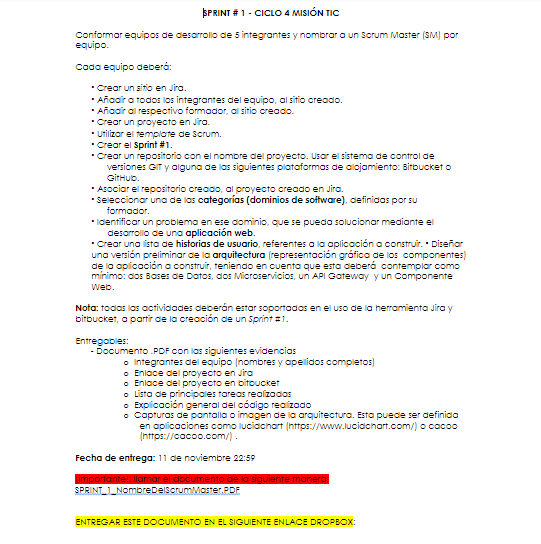 SPRINT # 1 - CICLO 4 MISIÓN TIC
Conformar equipos de desarrollo de 5 integrantes y nombrar a un Scrum Master (SM) por
equipo.
Cada equipo deberá:
• Crear un sitio en Jira.
• Añadir a todos los integrantes del equipo, al sitio creado.
• Añadir al respectivo formador, al sitio creado.
• Crear un proyecto en Jira.
• Utilizar el template de Scrum.
• Crear el Sprint #1.
• Crear un repositorio con el nombre del proyecto. Usar el sistema de control de
versiones GIT y alguna de las siguientes plataformas de alojamiento: Bitbucket o
GitHub.
• Asociar el repositorio creado, al proyecto creado en Jira.
• Seleccionar una de las categorías (dominios de software), definidas por su
formador.
• Identificar un problema en ese dominio, que se pueda solucionar mediante el
desarrollo de una aplicación web.
• Crear una lista de historias de usuario, referentes a la aplicación a construir. • Diseñar
una versión preliminar de la arquitectura (representación gráfica de los componentes)
de la aplicación a construir, teniendo en cuenta que esta deberá contemplar como
mínimo: dos Bases de Datos, dos Microservicios, un API Gateway y un Componente
Web.
Nota: todas las actividades deberán estar soportadas en el uso de la herramienta Jira y
bitbucket, a partir de la creación de un Sprint #1.
Entregables:
- Documento .PDF con las siguientes evidencias
o Integrantes del equipo (nombres y apellidos completos)
o Enlace del proyecto en Jira
o Enlace del proyecto en bitbucket
o Lista de principales tareas realizadas
o Explicación general del código realizado
o Capturas de pantalla o imagen de la arquitectura. Esta puede ser definida
en aplicaciones como lucidchart (https://www.lucidchart.com/) o cacoo
(https://cacoo.com/) .
Fecha de entrega: 11 de noviembre 22:59
¡Importante!: llamar el documento de la siguiente manera:
SPRINT_1_NombreDelScrumMaster.PDF
ENTREGAR ESTE DOCUMENTO EN EL SIGUIENTE ENLACE DROPBOX: